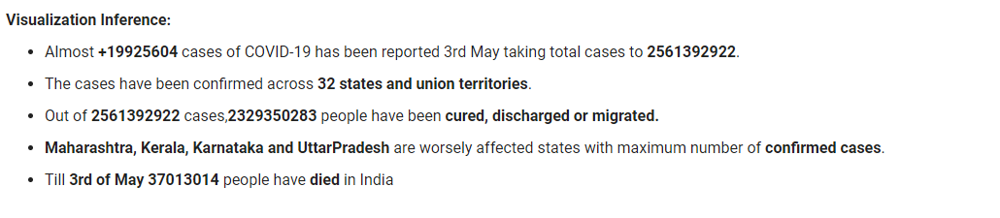 Visualization Inference:
• Almost +19925604 cases of COVID-19 has been reported 3rd May taking total cases to 2561392922.
• The cases have been confirmed across 32 states and union territories.
• Out of 2561392922 cases,2329350283 people have been cured, discharged or migrated.
• Maharashtra, Kerala, Karnataka and UttarPradesh are worsely affected states with maximum number of confirmed cases.
• Till 3rd of May 37013014 people have died in India